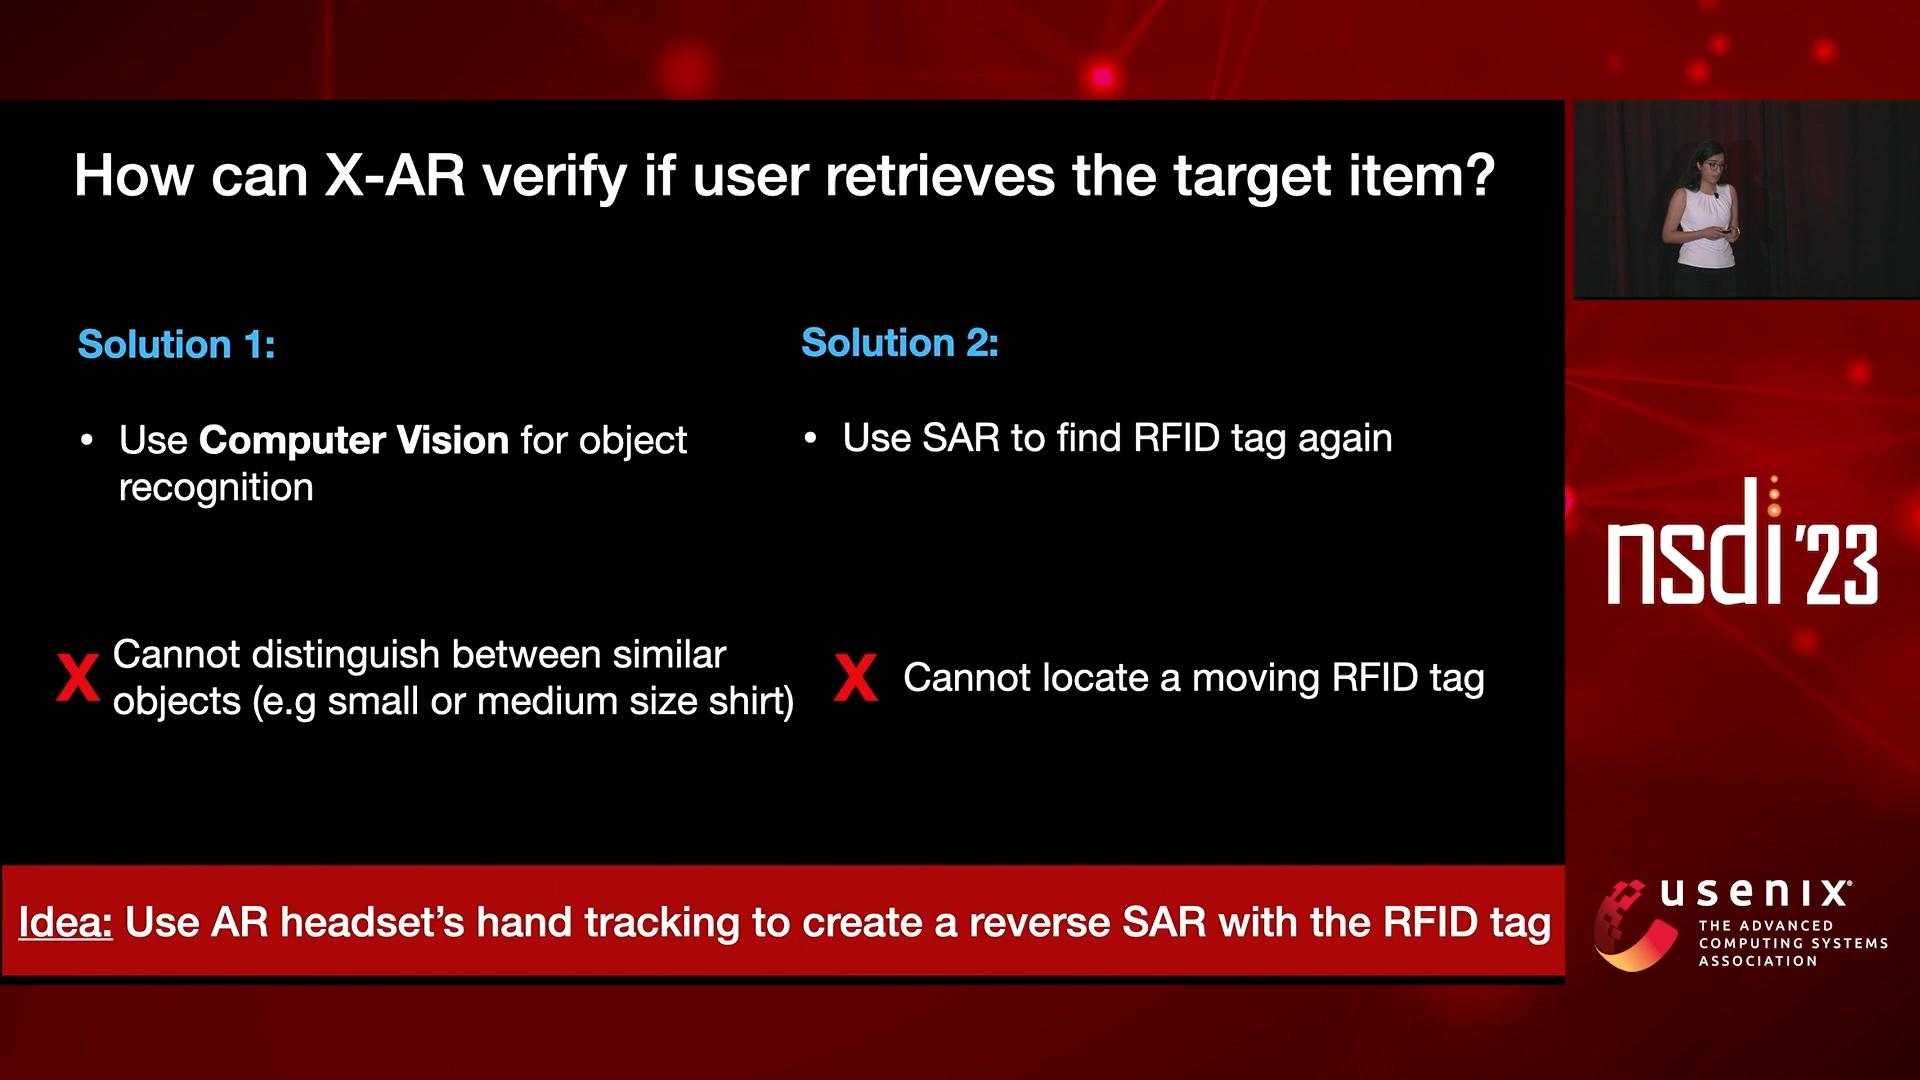 How can X-AR verify if user retrieves the target item?
Solution 1:
• Use Computer Vision for object
recognition
X Cannot distinguish between similar
objects (e.g small or medium size shirt)
Solution 2:
• Use SAR to find RFID tag again
X Cannot locate a moving RFID tag
Idea: Use AR headset’s hand tracking to create a reverse SAR with the RFID tag
nsdi ’23
usenix®
THE ADVANCED
COMPUTING SYSTEMS
ASSOCIATION